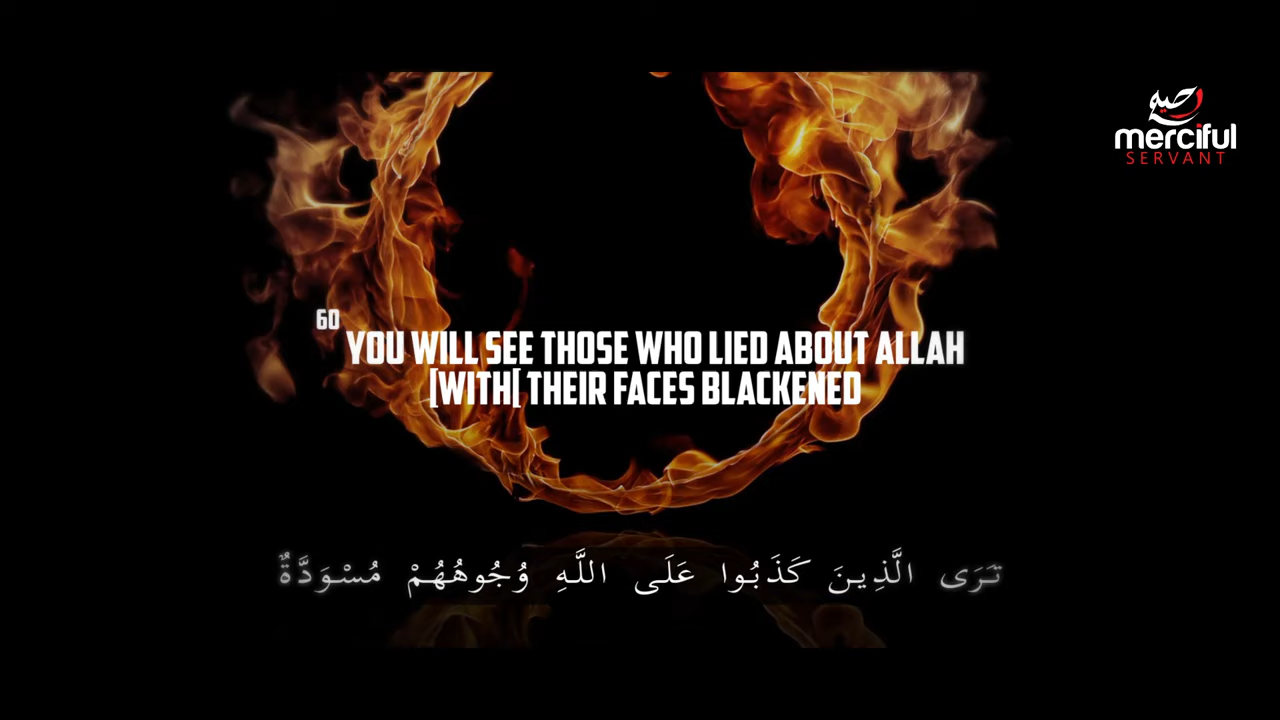 merciful
SERVANT
60
YOU WILL SEE THOSE WHO LIED ABOUT ALLAH
[WITH[ THEIR FACES BLACKENED
تَرَى الَّذِينَ كَذَبُوا عَلَى اللَّهِ وُجُوهُهُمْ مُسْوَدَّةٌ